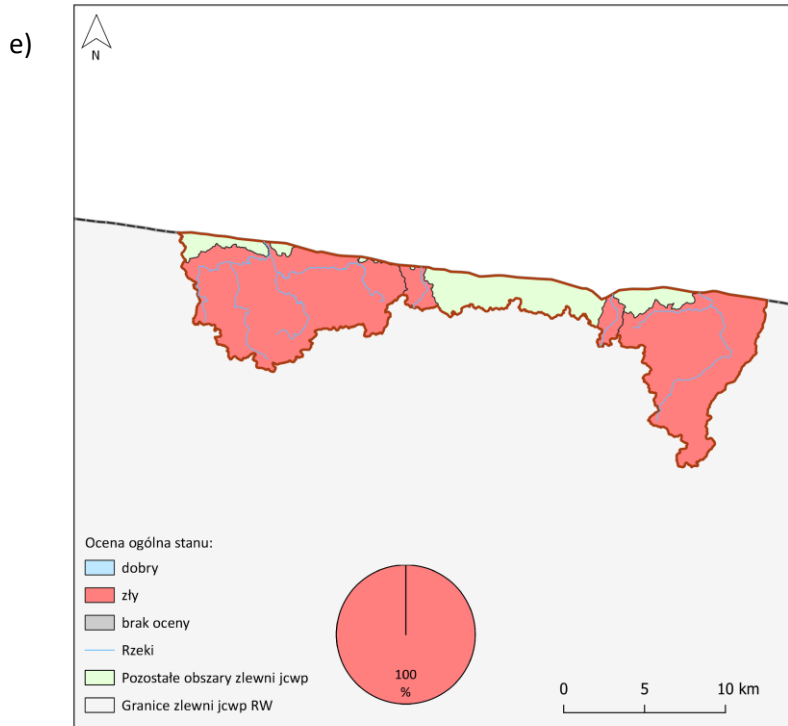 e)
N
Ocena ogólna stanu:
dobry
zły
brak oceny
Rzeki
Pozostałe obszary zlewni jcwp
Granice zlewni jcwp RW
100
%
0 5 10 km